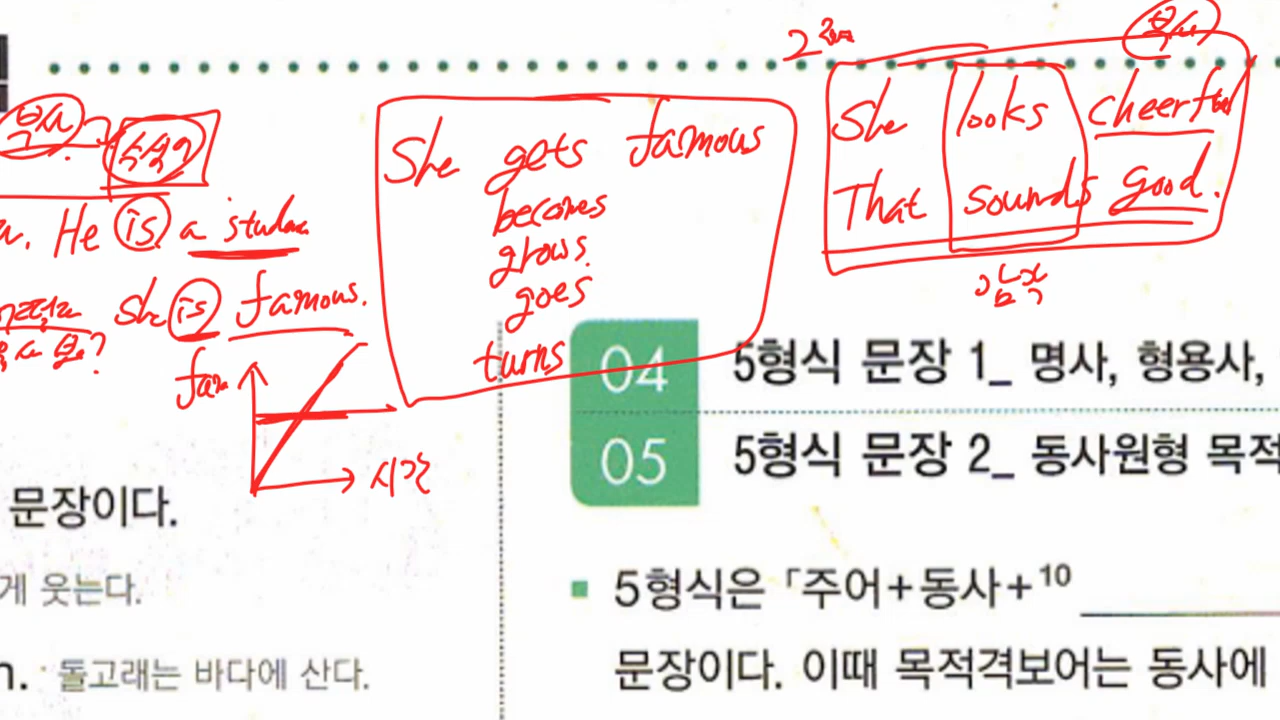 2형식
부사
부사? 수식어
He is a student
She is famous.
fam
시간
She gets famous
becomes
grows.
goes
turns
She looks cheerful
That sounds good.
감각
문장이다.
게 웃는다.
돌고래는 바다에 산다.
04 5형식 문장 1_ 명사, 형용사,
05 5형식 문장 2_ 동사원형 목적
5형식은 「주어+동사+¹⁰
문장이다. 이때 목적격보어는 동사에